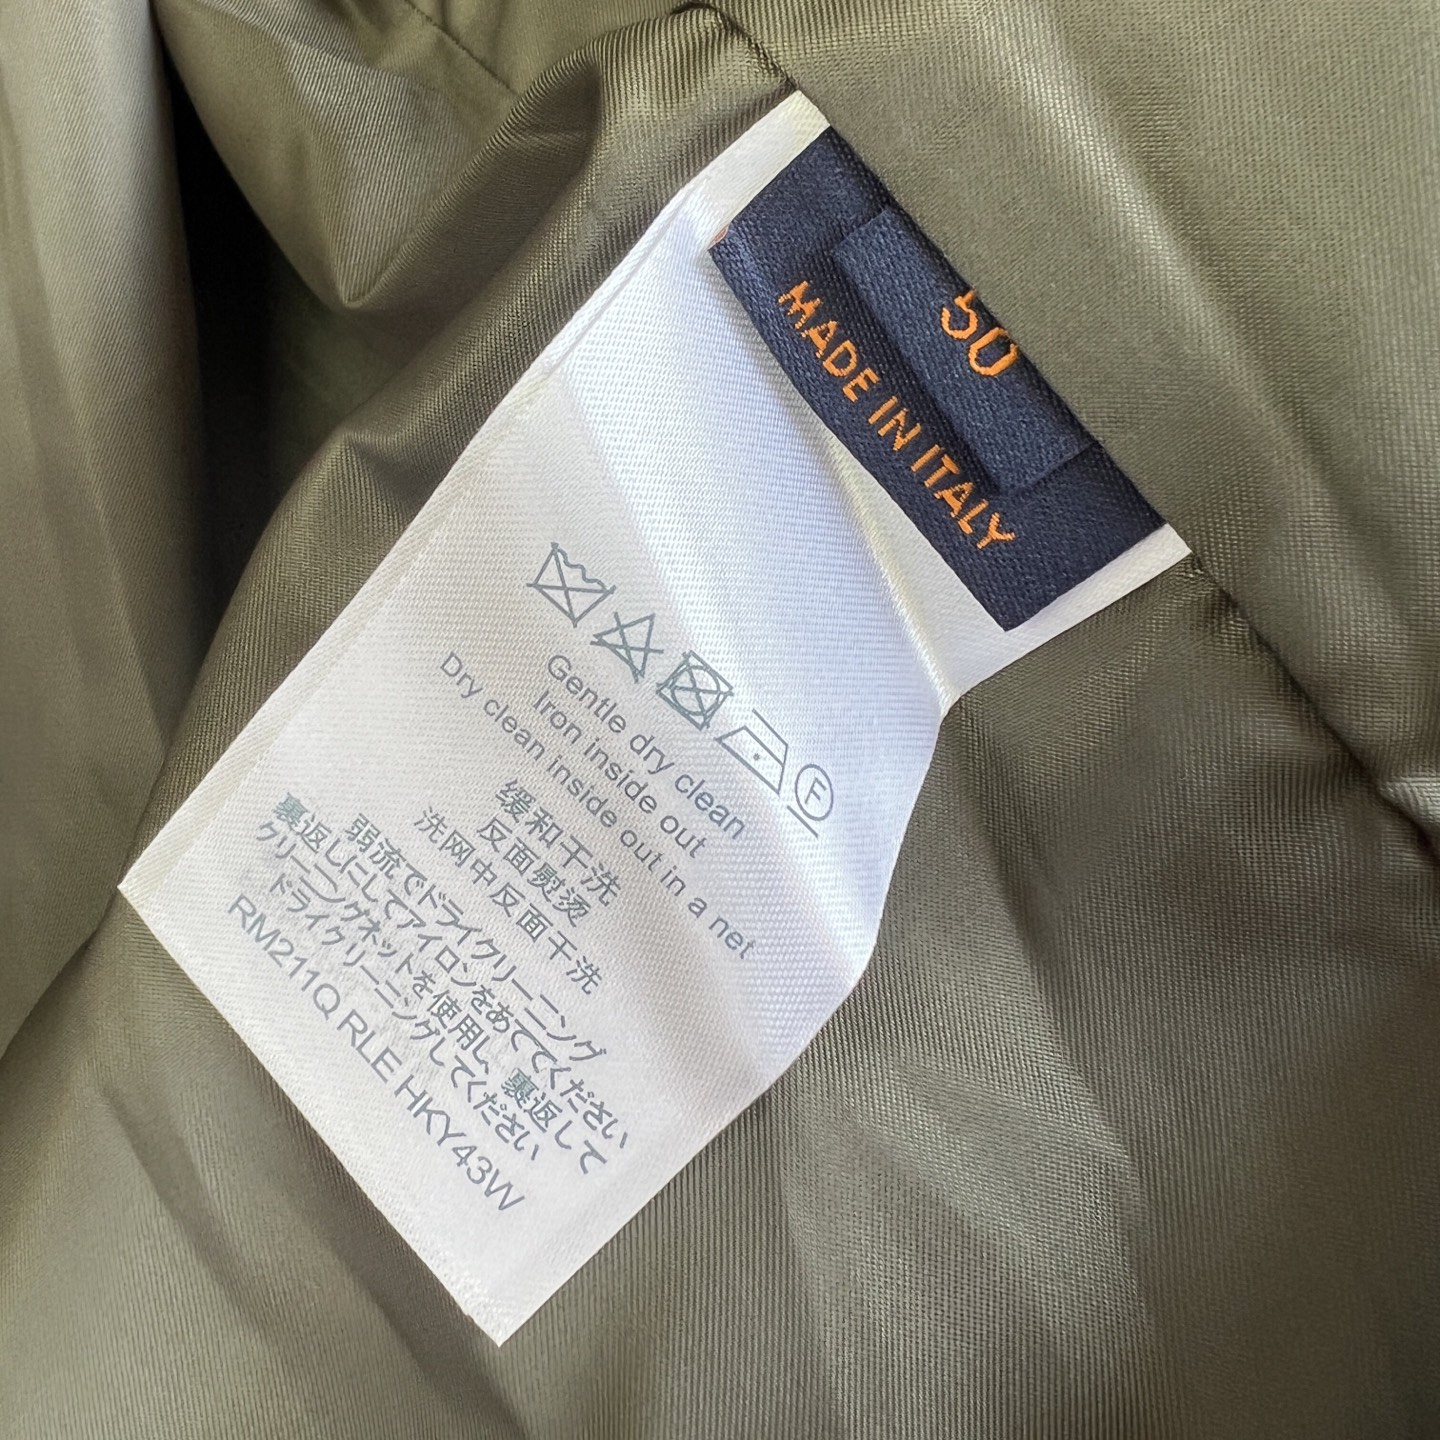 50
MADE IN ITALY
F
Gentle dry clean
Iron inside out
Dry clean inside out in a net
缓和干洗
反面熨烫
洗网中反面干洗
弱流でドライクリーニング
裏返しにしてアイロンをあててください
クリーニングネットを使用し、裏返して
ドライクリーニングしてください
RM211Q RLE HKY43W